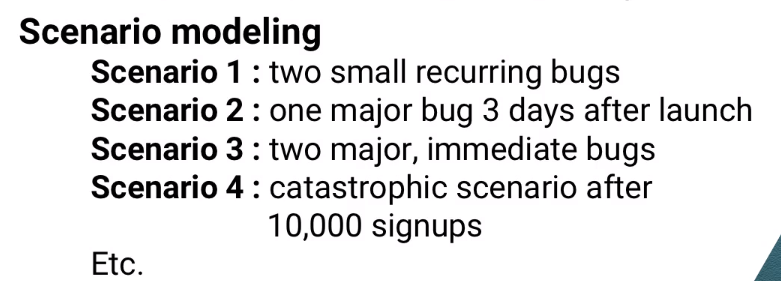 Scenario modeling
Scenario 1 : two small recurring bugs
Scenario 2 : one major bug 3 days after launch
Scenario 3 : two major, immediate bugs
Scenario 4 : catastrophic scenario after
10,000 signups
Etc.